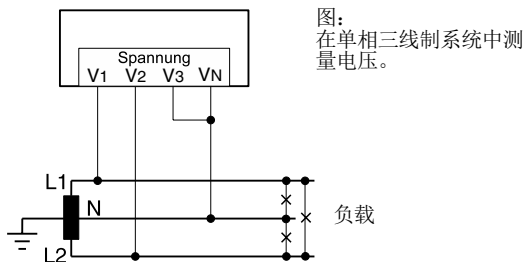 图：
在单相三线制系统中测
量电压。
Spannung
V1 V2 V3 VN
L1
N
L2
负载